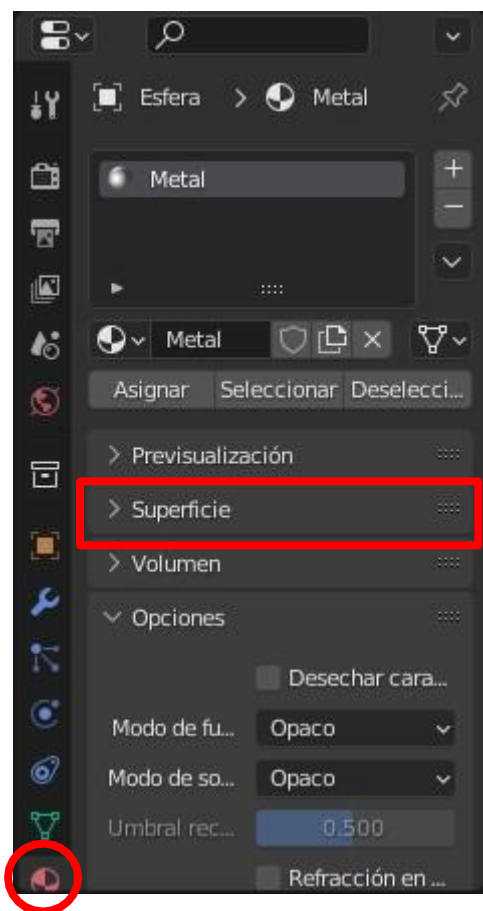 Esfera > Metal
Metal
Metal
Asignar Seleccionar Deselecci...
Previsualización
Superficie
Volumen
Opciones
Desechar cara...
Modo de fu... Opaco
Modo de so... Opaco
Umbral rec... 0.500
Refracción en ...